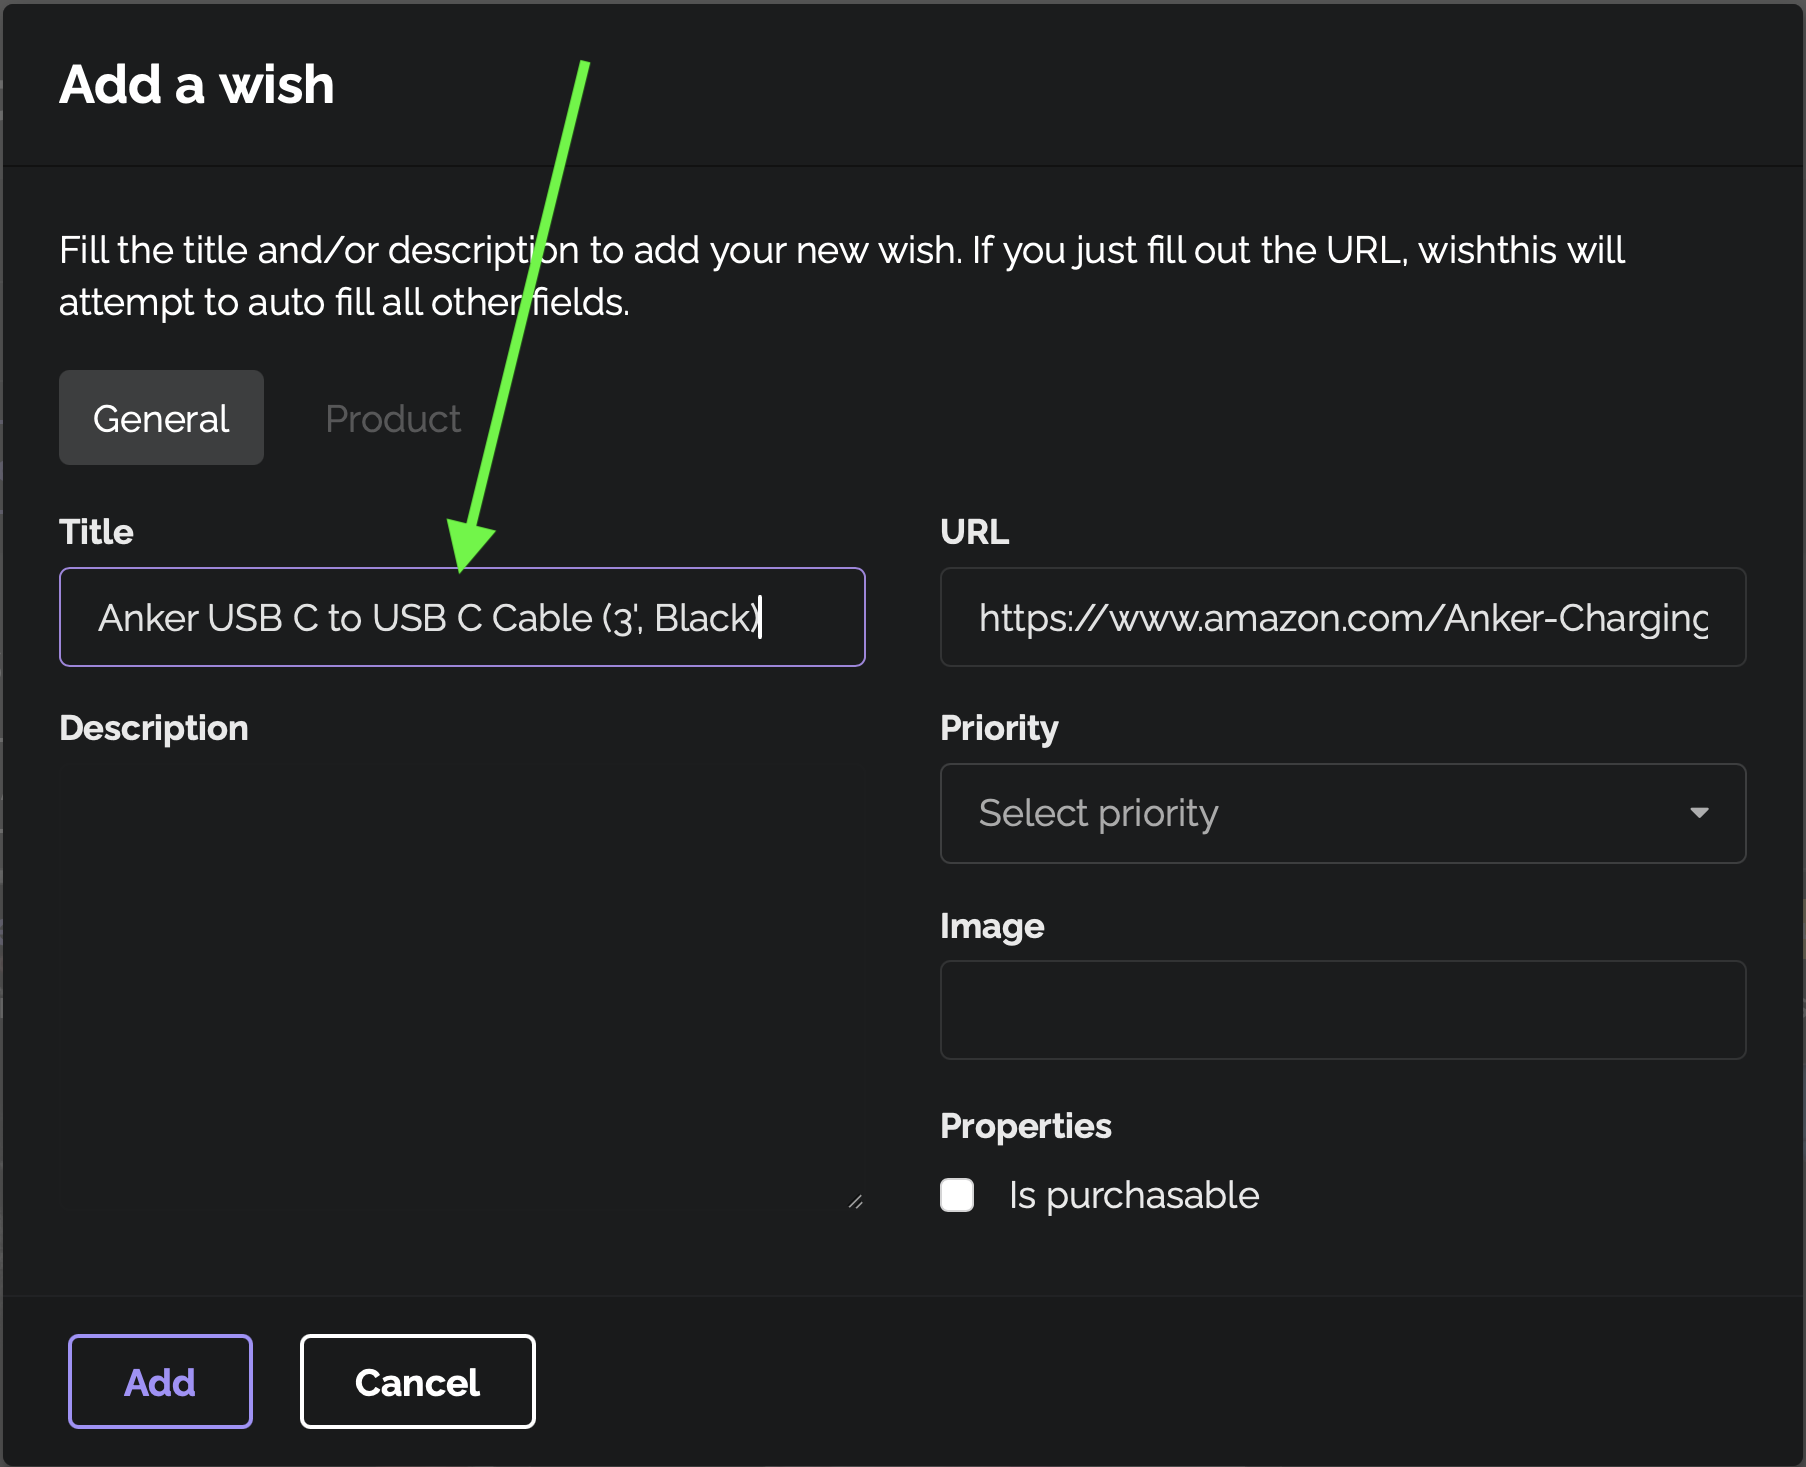 Add a wish
Fill the title and/or description to add your new wish. If you just fill out the URL, wishthis will
attempt to auto fill all other fields.
General
Product
Title
Anker USB C to USB C Cable (3', Black)
URL
https://www.amazon.com/Anker-Charging
Description
Priority
Select priority
Image
Properties
Is purchasable
Add
Cancel